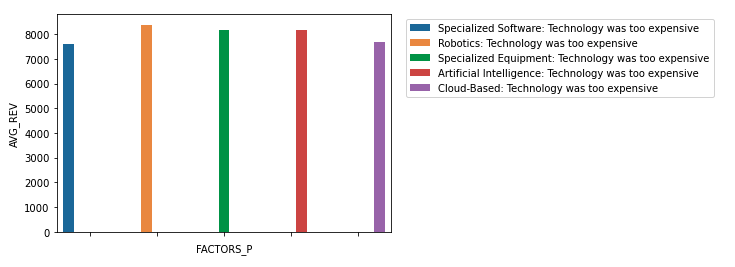 8000
7000
6000
5000
4000
3000
2000
1000
0
AVG_REV
FACTORS_P
Specialized Software: Technology was too expensive
Robotics: Technology was too expensive
Specialized Equipment: Technology was too expensive
Artificial Intelligence: Technology was too expensive
Cloud-Based: Technology was too expensive